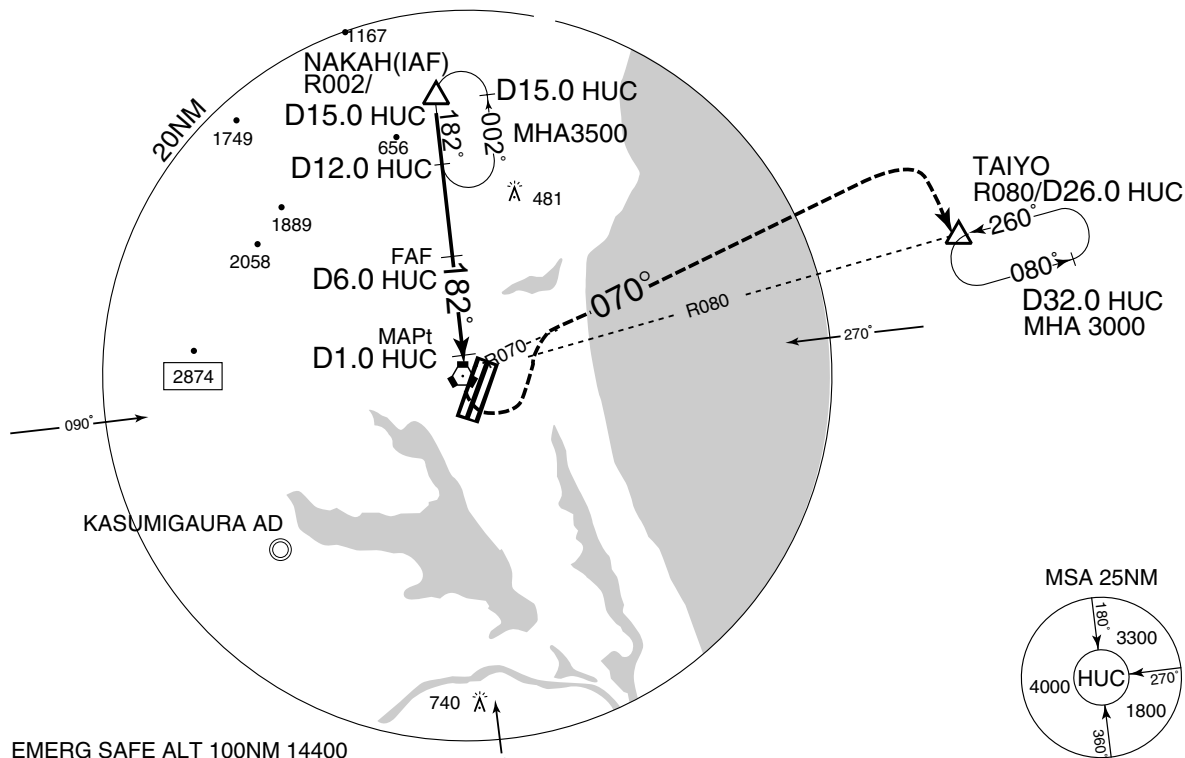 1167
NAKAH(IAF)
R002/
D15.0 HUC
20NM
D15.0 HUC
MHA3500
182°
002°
1749
656
D12.0 HUC
481
TAIYO
R080/D26.0 HUC
1889
260°
2058
FAF
D6.0 HUC
182°
080°
D32.0 HUC
MHA 3000
070°
R080
MAPt
D1.0 HUC
R070
270°
2874
090°
KASUMIGAURA AD
MSA 25NM
180°
3300
4000
HUC
270°
1800
360°
740
EMERG SAFE ALT 100NM 14400